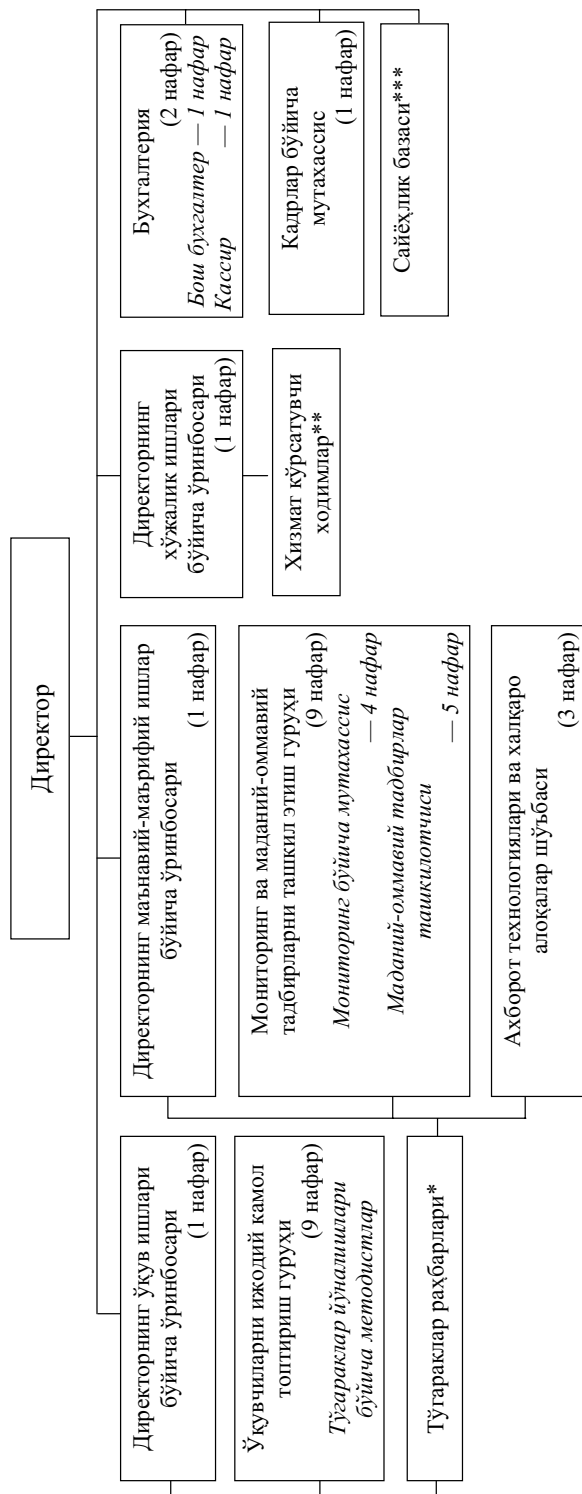 Директор
Директорнинг ўқув ишлари
бўйича ўринбосари
(1 нафар)
Ўқувчиларни ижодий камол
топтириш гуруҳи
(9 нафар)
Тўгараклар йўналишлари
бўйича методистлар
Тўгараклар раҳбарлари*
Директорнинг маънавий-маърифий ишлар
бўйича ўринбосари
(1 нафар)
Мониторинг ва маданий-оммавий
тадбирларни ташкил этиш гуруҳи
(9 нафар)
Мониторинг бўйича мутахассис
— 4 нафар
Маданий-оммавий тадбирлар
ташкилотчиси
— 5 нафар
Ахборот технологиялари ва халқаро
алоқалар шўъбаси
(3 нафар)
Директорнинг
хўжалик ишлари
бўйича ўринбосари
(1 нафар)
Хизмат кўрсатувчи
ходимлар**
Бухгалтерия
(2 нафар)
Бош бухгалтер — 1 нафар
Кассир — 1 нафар
Кадрлар бўйича
мутахассис
(1 нафар)
Сайёҳлик базаси***